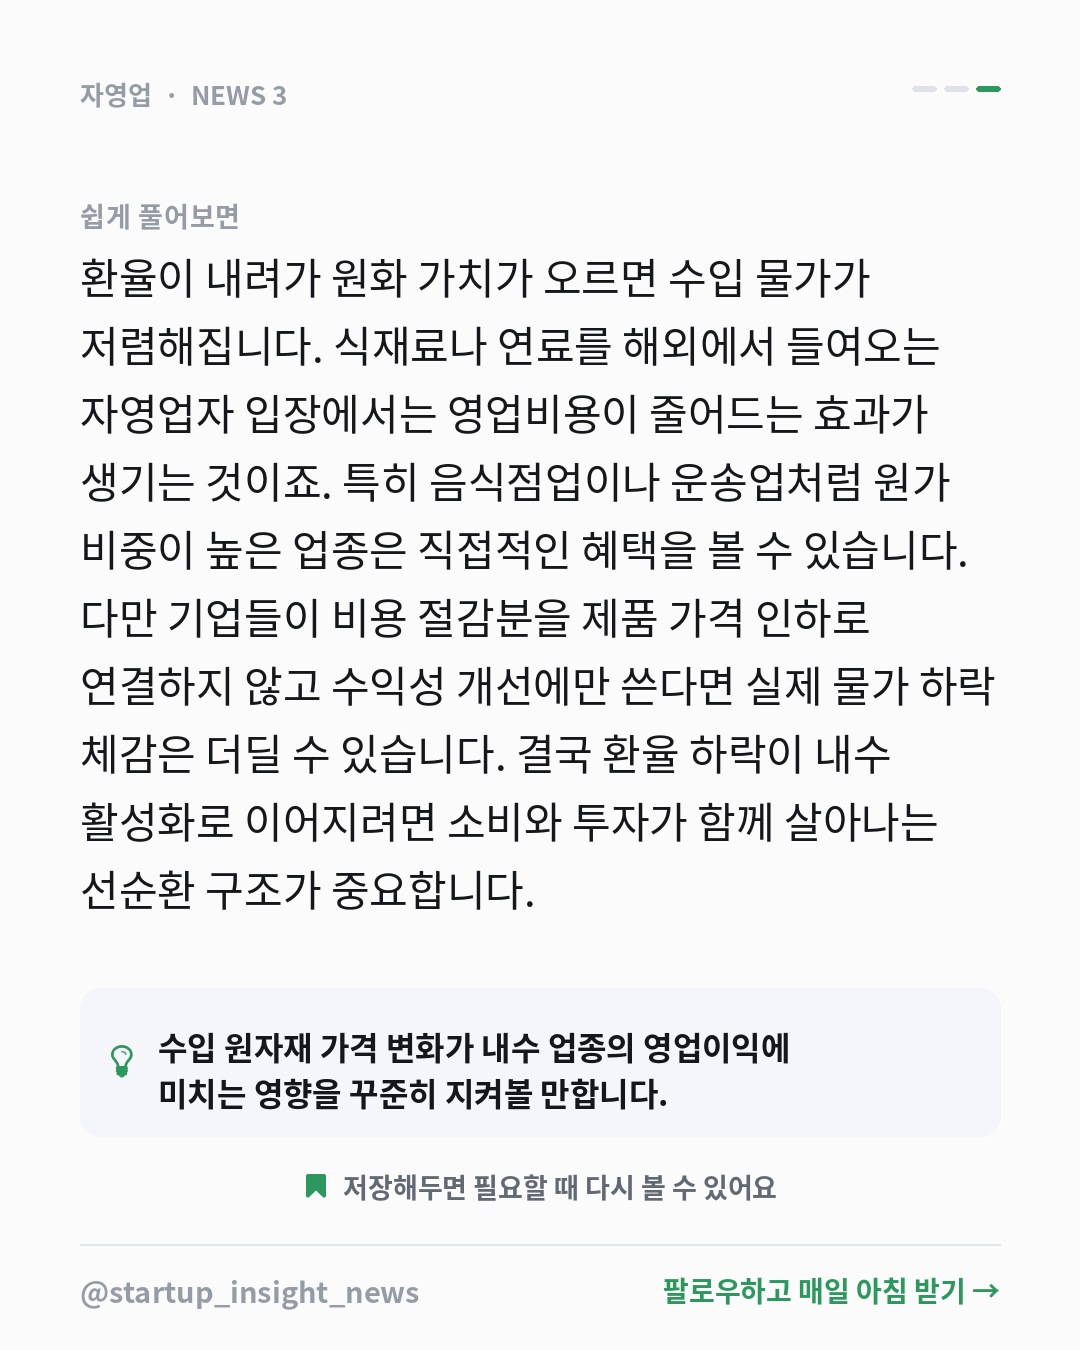 자영업 · NEWS 3
쉽게 풀어보면
환율이 내려가 원화 가치가 오르면 수입 물가가
저렴해집니다. 식재료나 연료를 해외에서 들여오는
자영업자 입장에서는 영업비용이 줄어드는 효과가
생기는 것이죠. 특히 음식점업이나 운송업처럼 원가
비중이 높은 업종은 직접적인 혜택을 볼 수 있습니다.
다만 기업들이 비용 절감분을 제품 가격 인하로
연결하지 않고 수익성 개선에만 쓴다면 실제 물가 하락
체감은 더딜 수 있습니다. 결국 환율 하락이 내수
활성화로 이어지려면 소비와 투자가 함께 살아나는
선순환 구조가 중요합니다.
수입 원자재 가격 변화가 내수 업종의 영업이익에
미치는 영향을 꾸준히 지켜볼 만합니다.
저장해두면 필요할 때 다시 볼 수 있어요
@startup_insight_news
팔로우하고 매일 아침 받기 →